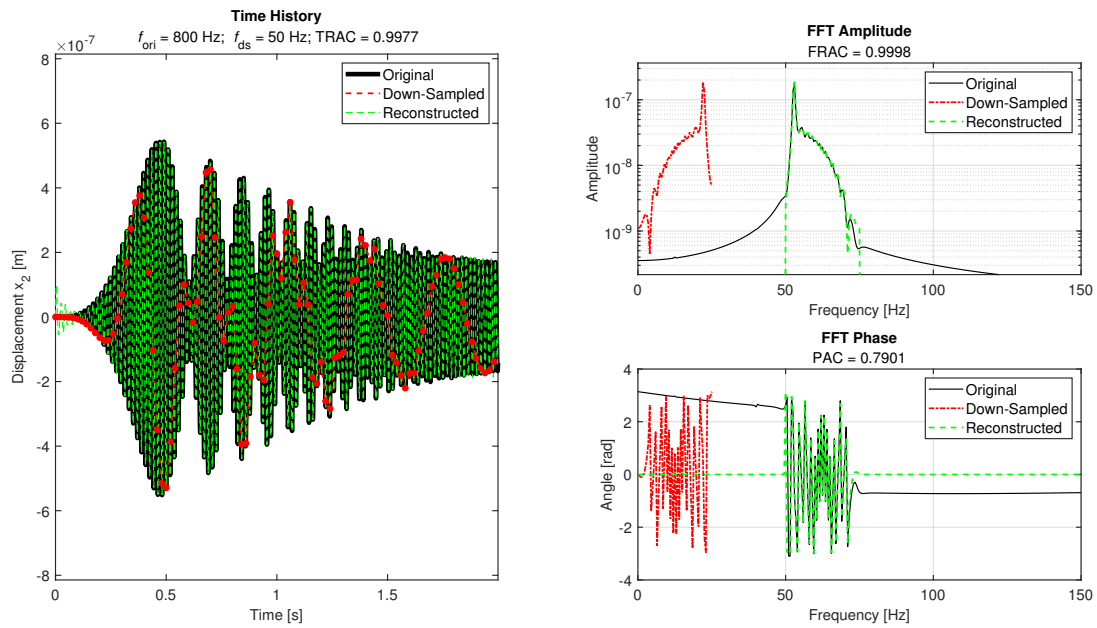 Time History
f_ori = 800 Hz; f_ds = 50 Hz; TRAC = 0.9977
×10^-7
8
6
4
2
0
-2
-4
-6
-8
Displacement x_2 [m]
0
0.5
1
1.5
Time [s]
Original
Down-Sampled
Reconstructed
FFT Amplitude
FRAC = 0.9998
10^-7
10^-8
10^-9
Amplitude
0
50
100
150
Frequency [Hz]
Original
Down-Sampled
Reconstructed
FFT Phase
PAC = 0.7901
4
2
0
-2
-4
Angle [rad]
0
50
100
150
Frequency [Hz]
Original
Down-Sampled
Reconstructed